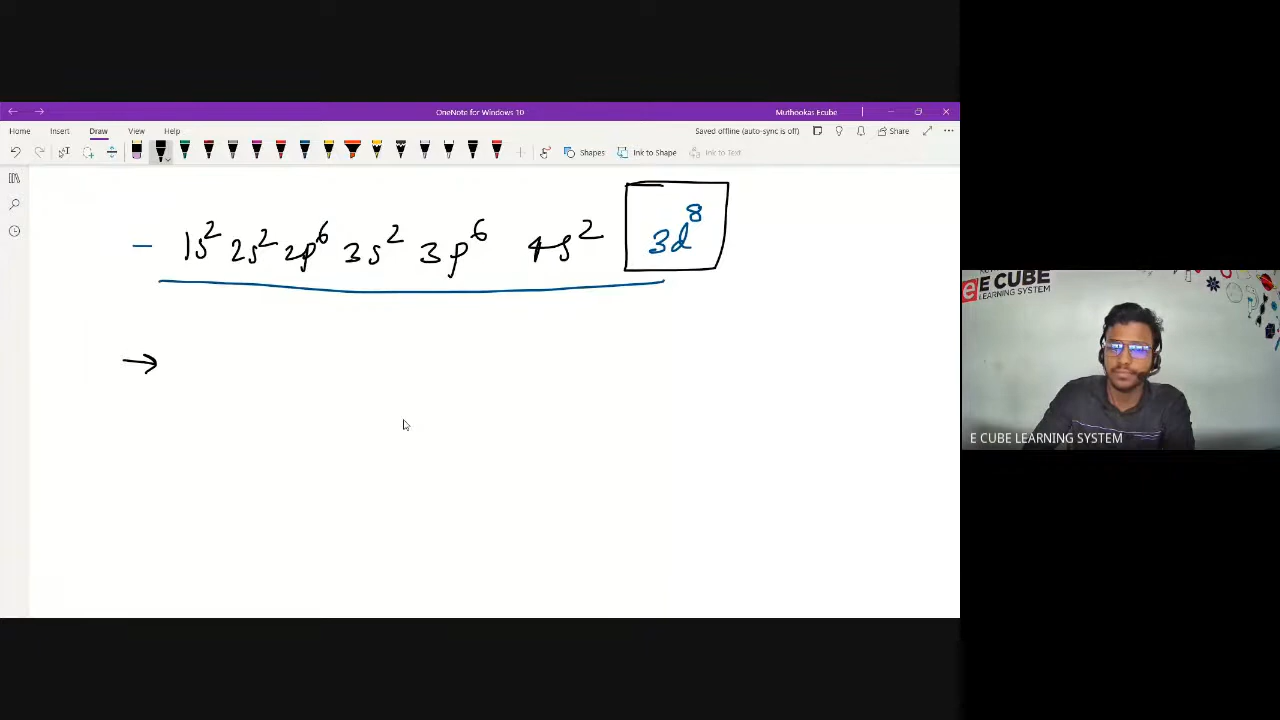 OneNote for Windows 10
Muthookas Ecube
Home Insert Draw View Help
Saved offline (auto-sync is off) Share
Shapes Ink to Shape Ink to Text
– 1s² 2s² 2p⁶ 3s² 3p⁶ 4s² 3d⁸
→
e E CUBE
LEARNING SYSTEM
E CUBE LEARNING SYSTEM